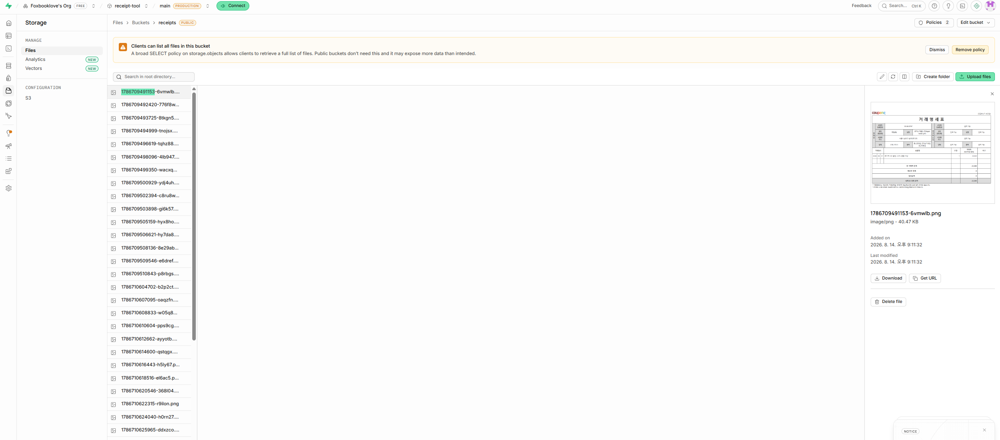 Foxbooklove's Org FREE / receipt-tool / main PRODUCTION Connect
Feedback Search... Ctrl K
Storage
MANAGE
Files
Analytics NEW
Vectors NEW
CONFIGURATION
S3
Files > Buckets > receipts PUBLIC
Policies 2 Edit bucket
Clients can list all files in this bucket
A broad SELECT policy on storage.objects allows clients to retrieve a full list of files. Public buckets don't need this and it may expose more data than intended.
Dismiss Remove policy
Search in root directory...
Create folder Upload files
1786709491153-6vmwlb....
1786709492420-776f8w...
1786709493725-8tkgn5....
1786709494999-tnojsx....
1786709496619-tqhz88....
1786709498096-4lb947....
1786709499350-wacxq...
1786709500929-ydj4uh....
1786709502394-c8ru8w...
1786709503898-gi6k57....
1786709505159-hyx8ho....
1786709506621-hy7da8....
1786709508136-8e29ab...
1786709509546-e6dref....
1786709510843-p8rbgs....
1786710604702-b2p2ct....
1786710607095-oaqzfn....
1786710608833-w05q8...
1786710610604-pps9cg....
1786710612662-ayyotb....
1786710614600-qstqgx....
1786710616443-h5ly67.p...
1786710618516-el6ac5.p...
1786710620546-368l04....
1786710622315-r9ilon.png
1786710624040-h0rn27....
1786710625965-ddxzco....
coupang
거래명세표
1786709491153-6vmwlb.png
image/png - 40.47 KB
Added on
2026. 8. 14. 오후 9:11:32
Last modified
2026. 8. 14. 오후 9:11:32
Download Get URL
Delete file
NOTICE